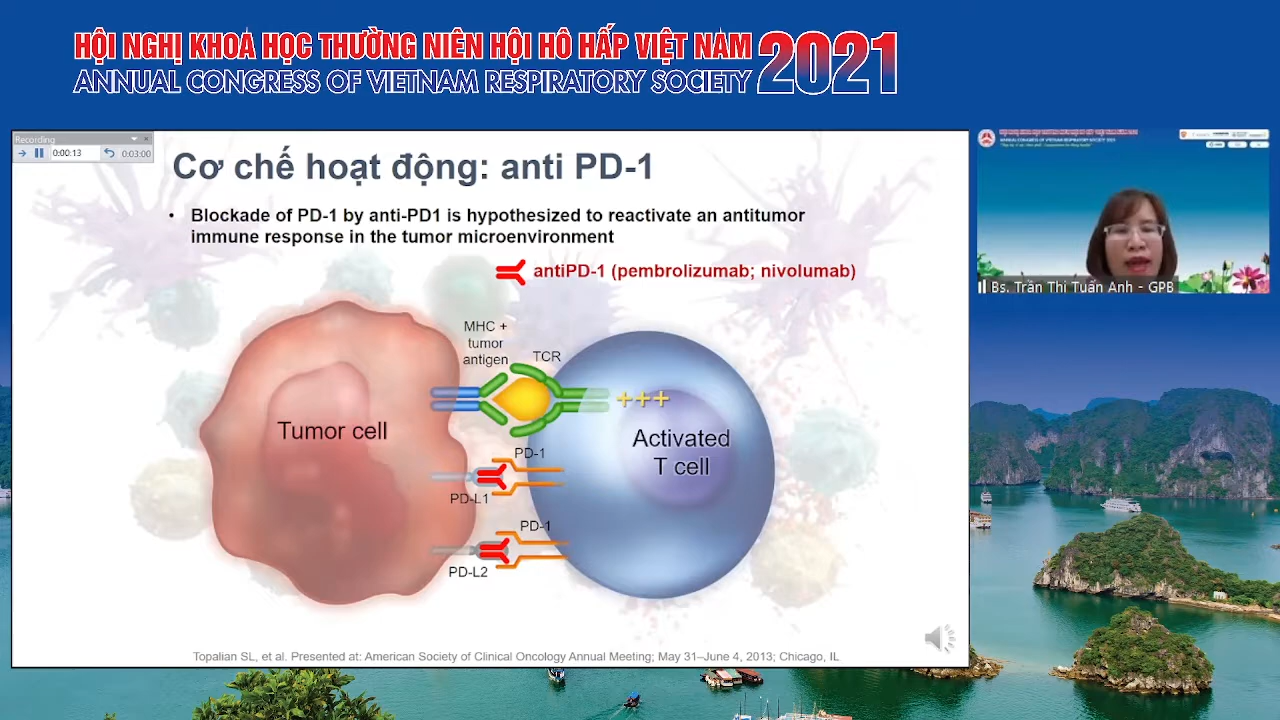 HỘI NGHỊ KHOA HỌC THƯỜNG NIÊN HỘI HÔ HẤP VIỆT NAM
ANNUAL CONGRESS OF VIETNAM RESPIRATORY SOCIETY
2021
Recording
0:00:13
0:03:00
Cơ chế hoạt động: anti PD-1
• Blockade of PD-1 by anti-PD1 is hypothesized to reactivate an antitumor
immune response in the tumor microenvironment
antiPD-1 (pembrolizumab; nivolumab)
MHC +
tumor
antigen
TCR
+++
Tumor cell
Activated
T cell
PD-1
PD-L1
PD-1
PD-L2
Topalian SL, et al. Presented at: American Society of Clinical Oncology Annual Meeting; May 31–June 4, 2013; Chicago, IL
Bs. Trần Thị Tuấn Anh - GPB